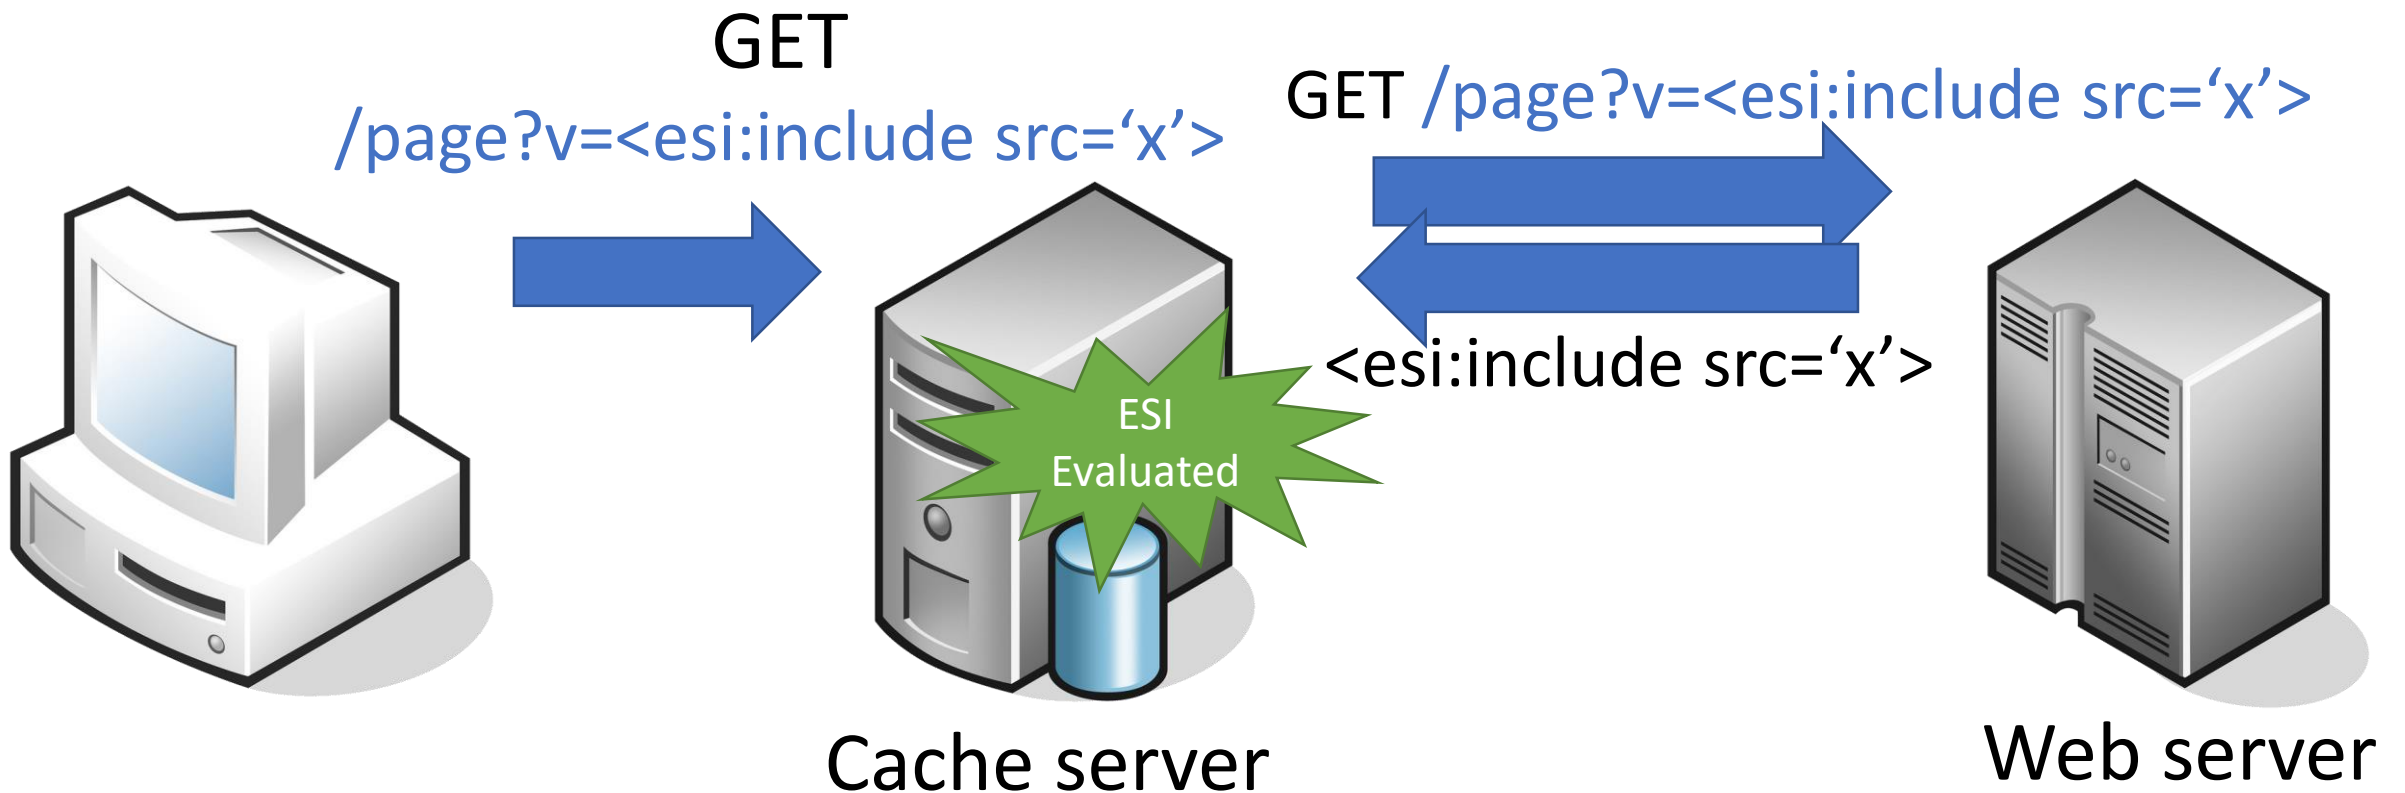 GET
/page?v=<esi:include src=‘x’>
GET /page?v=<esi:include src=‘x’>
<esi:include src=‘x’>
ESI
Evaluated
Cache server
Web server